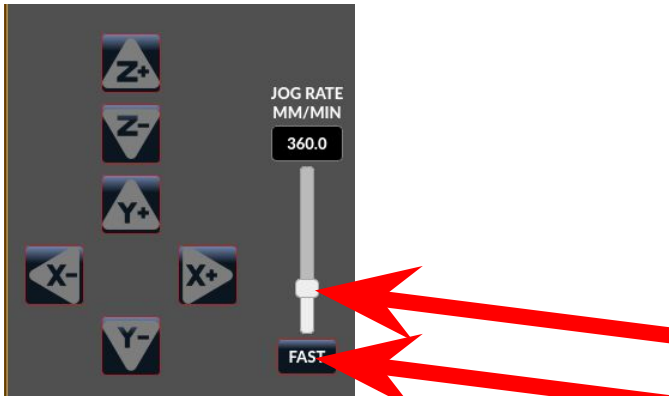 Z+
Z-
Y+
X-
X+
Y-
JOG RATE
MM/MIN
360.0
FAST